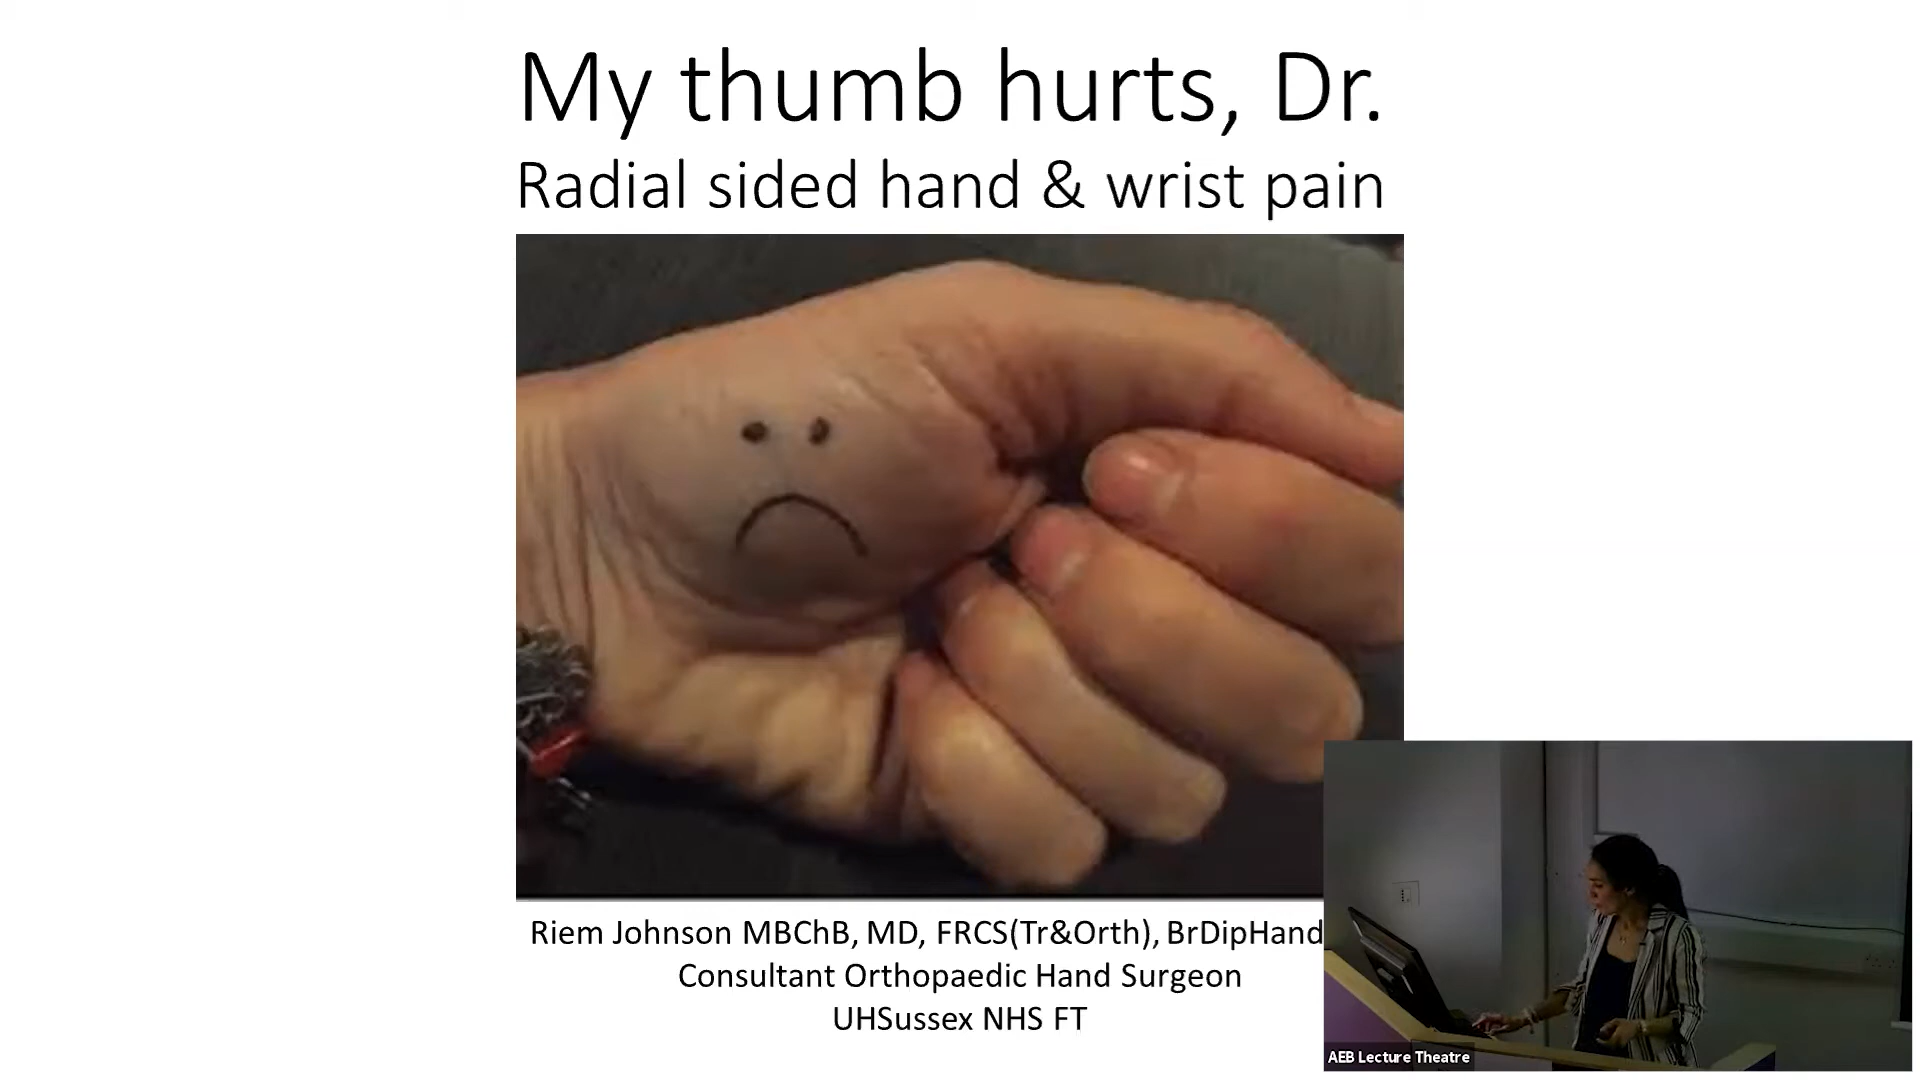 My thumb hurts, Dr.
Radial sided hand & wrist pain
Riem Johnson MBChB, MD, FRCS(Tr&Orth), BrDipHand
Consultant Orthopaedic Hand Surgeon
UHSussex NHS FT
AEB Lecture Theatre